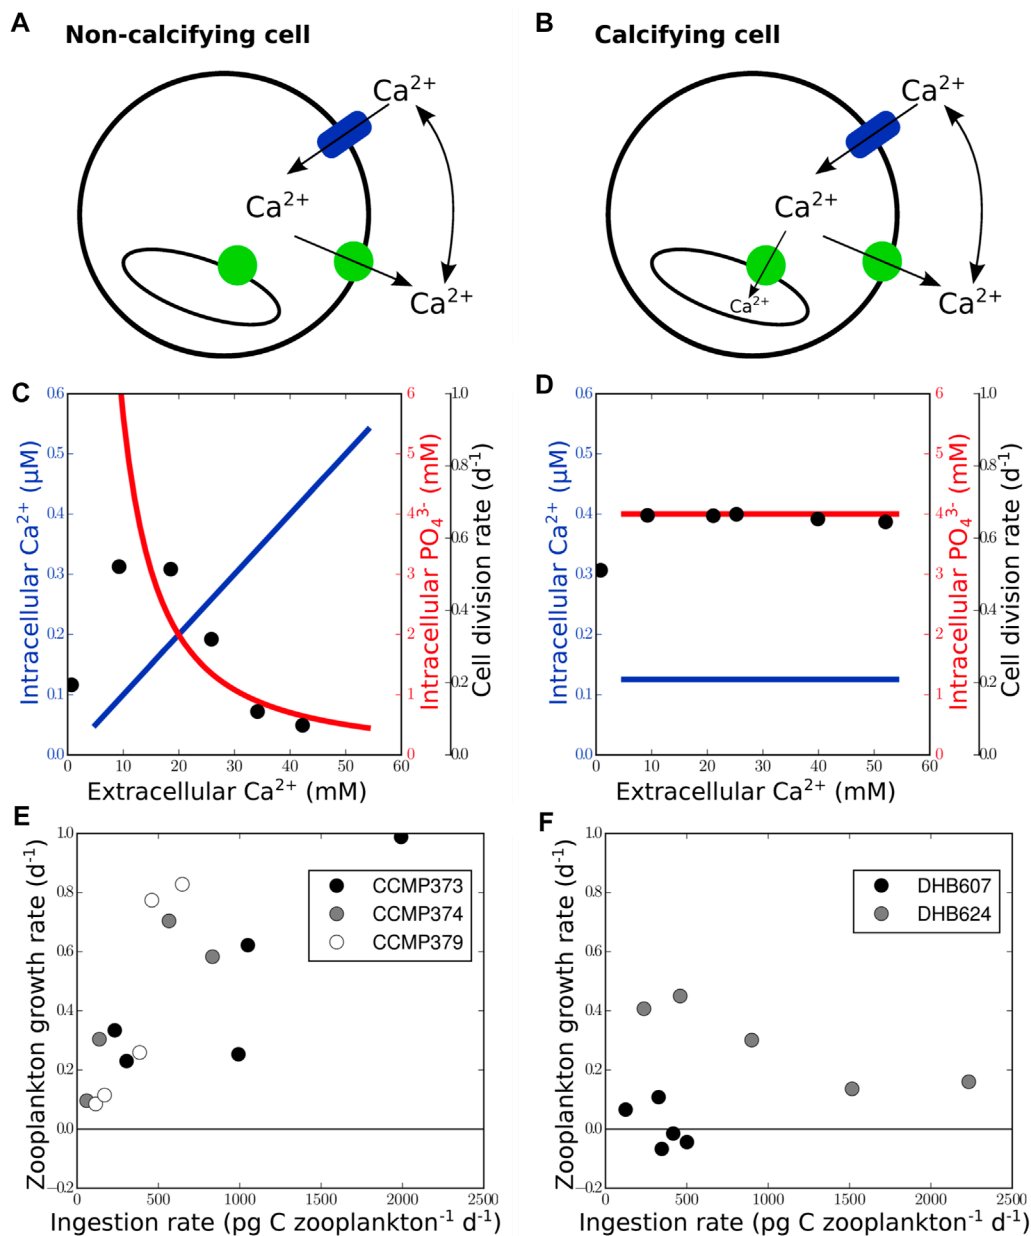 A Non-calcifying cell
B Calcifying cell
Ca2+
Ca2+
Ca2+
Ca2+
Ca2+
Ca2+
Ca2+
C
0.6
0.5
0.4
0.3
0.2
0.1
0.0
Intracellular Ca2+ (μM)
0 10 20 30 40 50 60
Extracellular Ca2+ (mM)
6
5
4
3
2
1
0
Intracellular PO43- (mM)
1.0
0.8
0.6
0.4
0.2
0.0
Cell division rate (d-1)
D
0.6
0.5
0.4
0.3
0.2
0.1
0.0
Intracellular Ca2+ (μM)
0 10 20 30 40 50 60
Extracellular Ca2+ (mM)
6
5
4
3
2
1
0
Intracellular PO43- (mM)
1.0
0.8
0.6
0.4
0.2
0.0
Cell division rate (d-1)
E
1.0
0.8
0.6
0.4
0.2
0.0
−0.2
Zooplankton growth rate (d-1)
CCMP373
CCMP374
CCMP379
0 500 1000 1500 2000 2500
Ingestion rate (pg C zooplankton-1 d-1)
F
1.0
0.8
0.6
0.4
0.2
0.0
−0.2
Zooplankton growth rate (d-1)
DHB607
DHB624
0 500 1000 1500 2000 2500
Ingestion rate (pg C zooplankton-1 d-1)